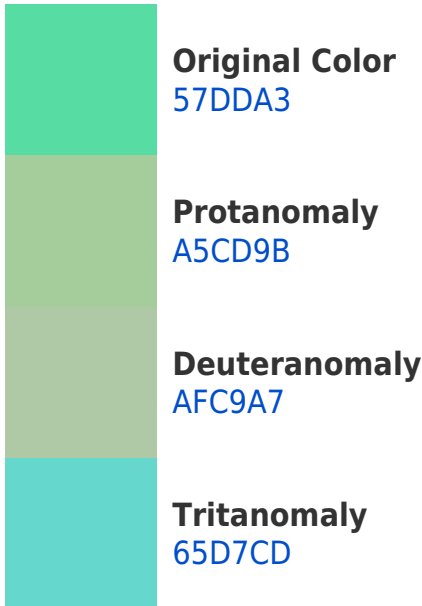 Original Color
57DDA3
Protanomaly
A5CD9B
Deuteranomaly
AFC9A7
Tritanomaly
65D7CD